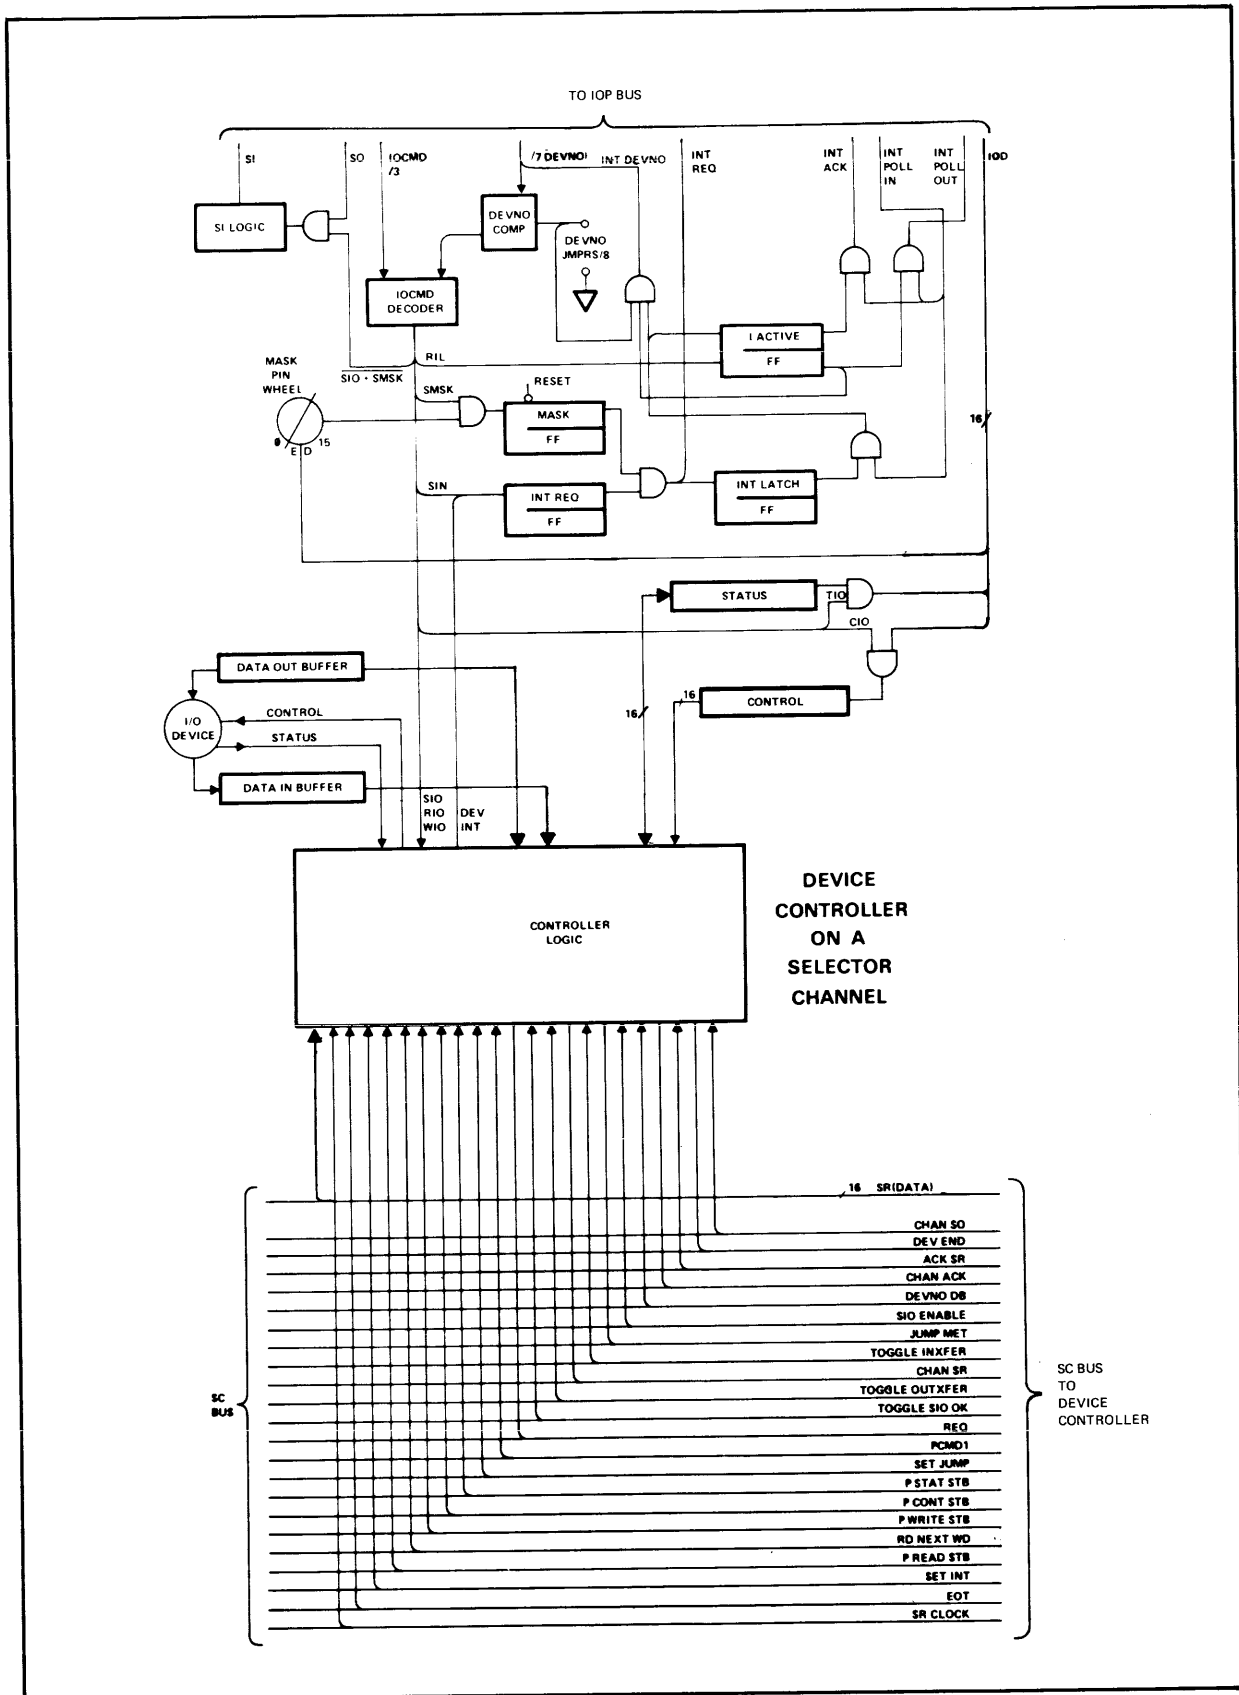 TO IOP BUS
SI
SO
IOCMD
/3
/7 DEVNO)
INT DEVNO
INT
REQ
INT
ACK
INT
POLL
IN
INT
POLL
OUT
IOD
SI LOGIC
DEVNO
COMP
DEVNO
JMPRS/8
IOCMD
DECODER
I ACTIVE
FF
RIL
SIO · SMSK
MASK
PIN
WHEEL
0
E D
15
SMSK
RESET
MASK
FF
16
SIN
INT REQ
FF
INT LATCH
FF
STATUS
TIO
CIO
DATA OUT BUFFER
CONTROL
16
16
I/O
DEVICE
CONTROL
STATUS
DATA IN BUFFER
SIO
RIO
WIO
DEV
INT
CONTROLLER
LOGIC
DEVICE
CONTROLLER
ON A
SELECTOR
CHANNEL
16 SR(DATA)
CHAN SO
DEV END
ACK SR
CHAN ACK
DEVNO DB
SIO ENABLE
JUMP MET
TOGGLE INXFER
CHAN SR
TOGGLE OUTXFER
TOGGLE SIO OK
REQ
PCMD1
SET JUMP
P STAT STB
P CONT STB
P WRITE STB
RD NEXT WD
P READ STB
SET INT
EOT
SR CLOCK
SC
BUS
SC BUS
TO
DEVICE
CONTROLLER